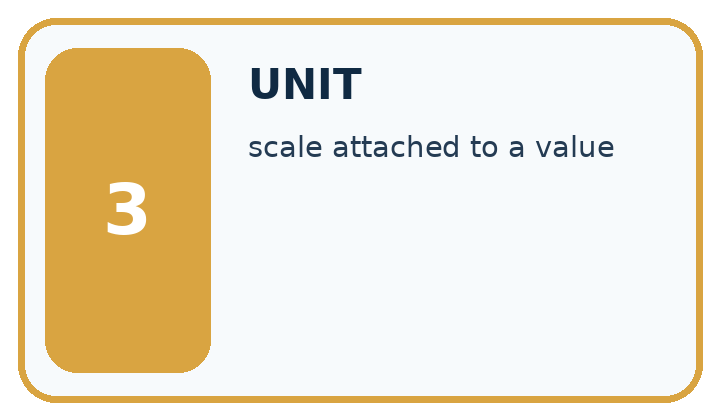 3
UNIT
scale attached to a value